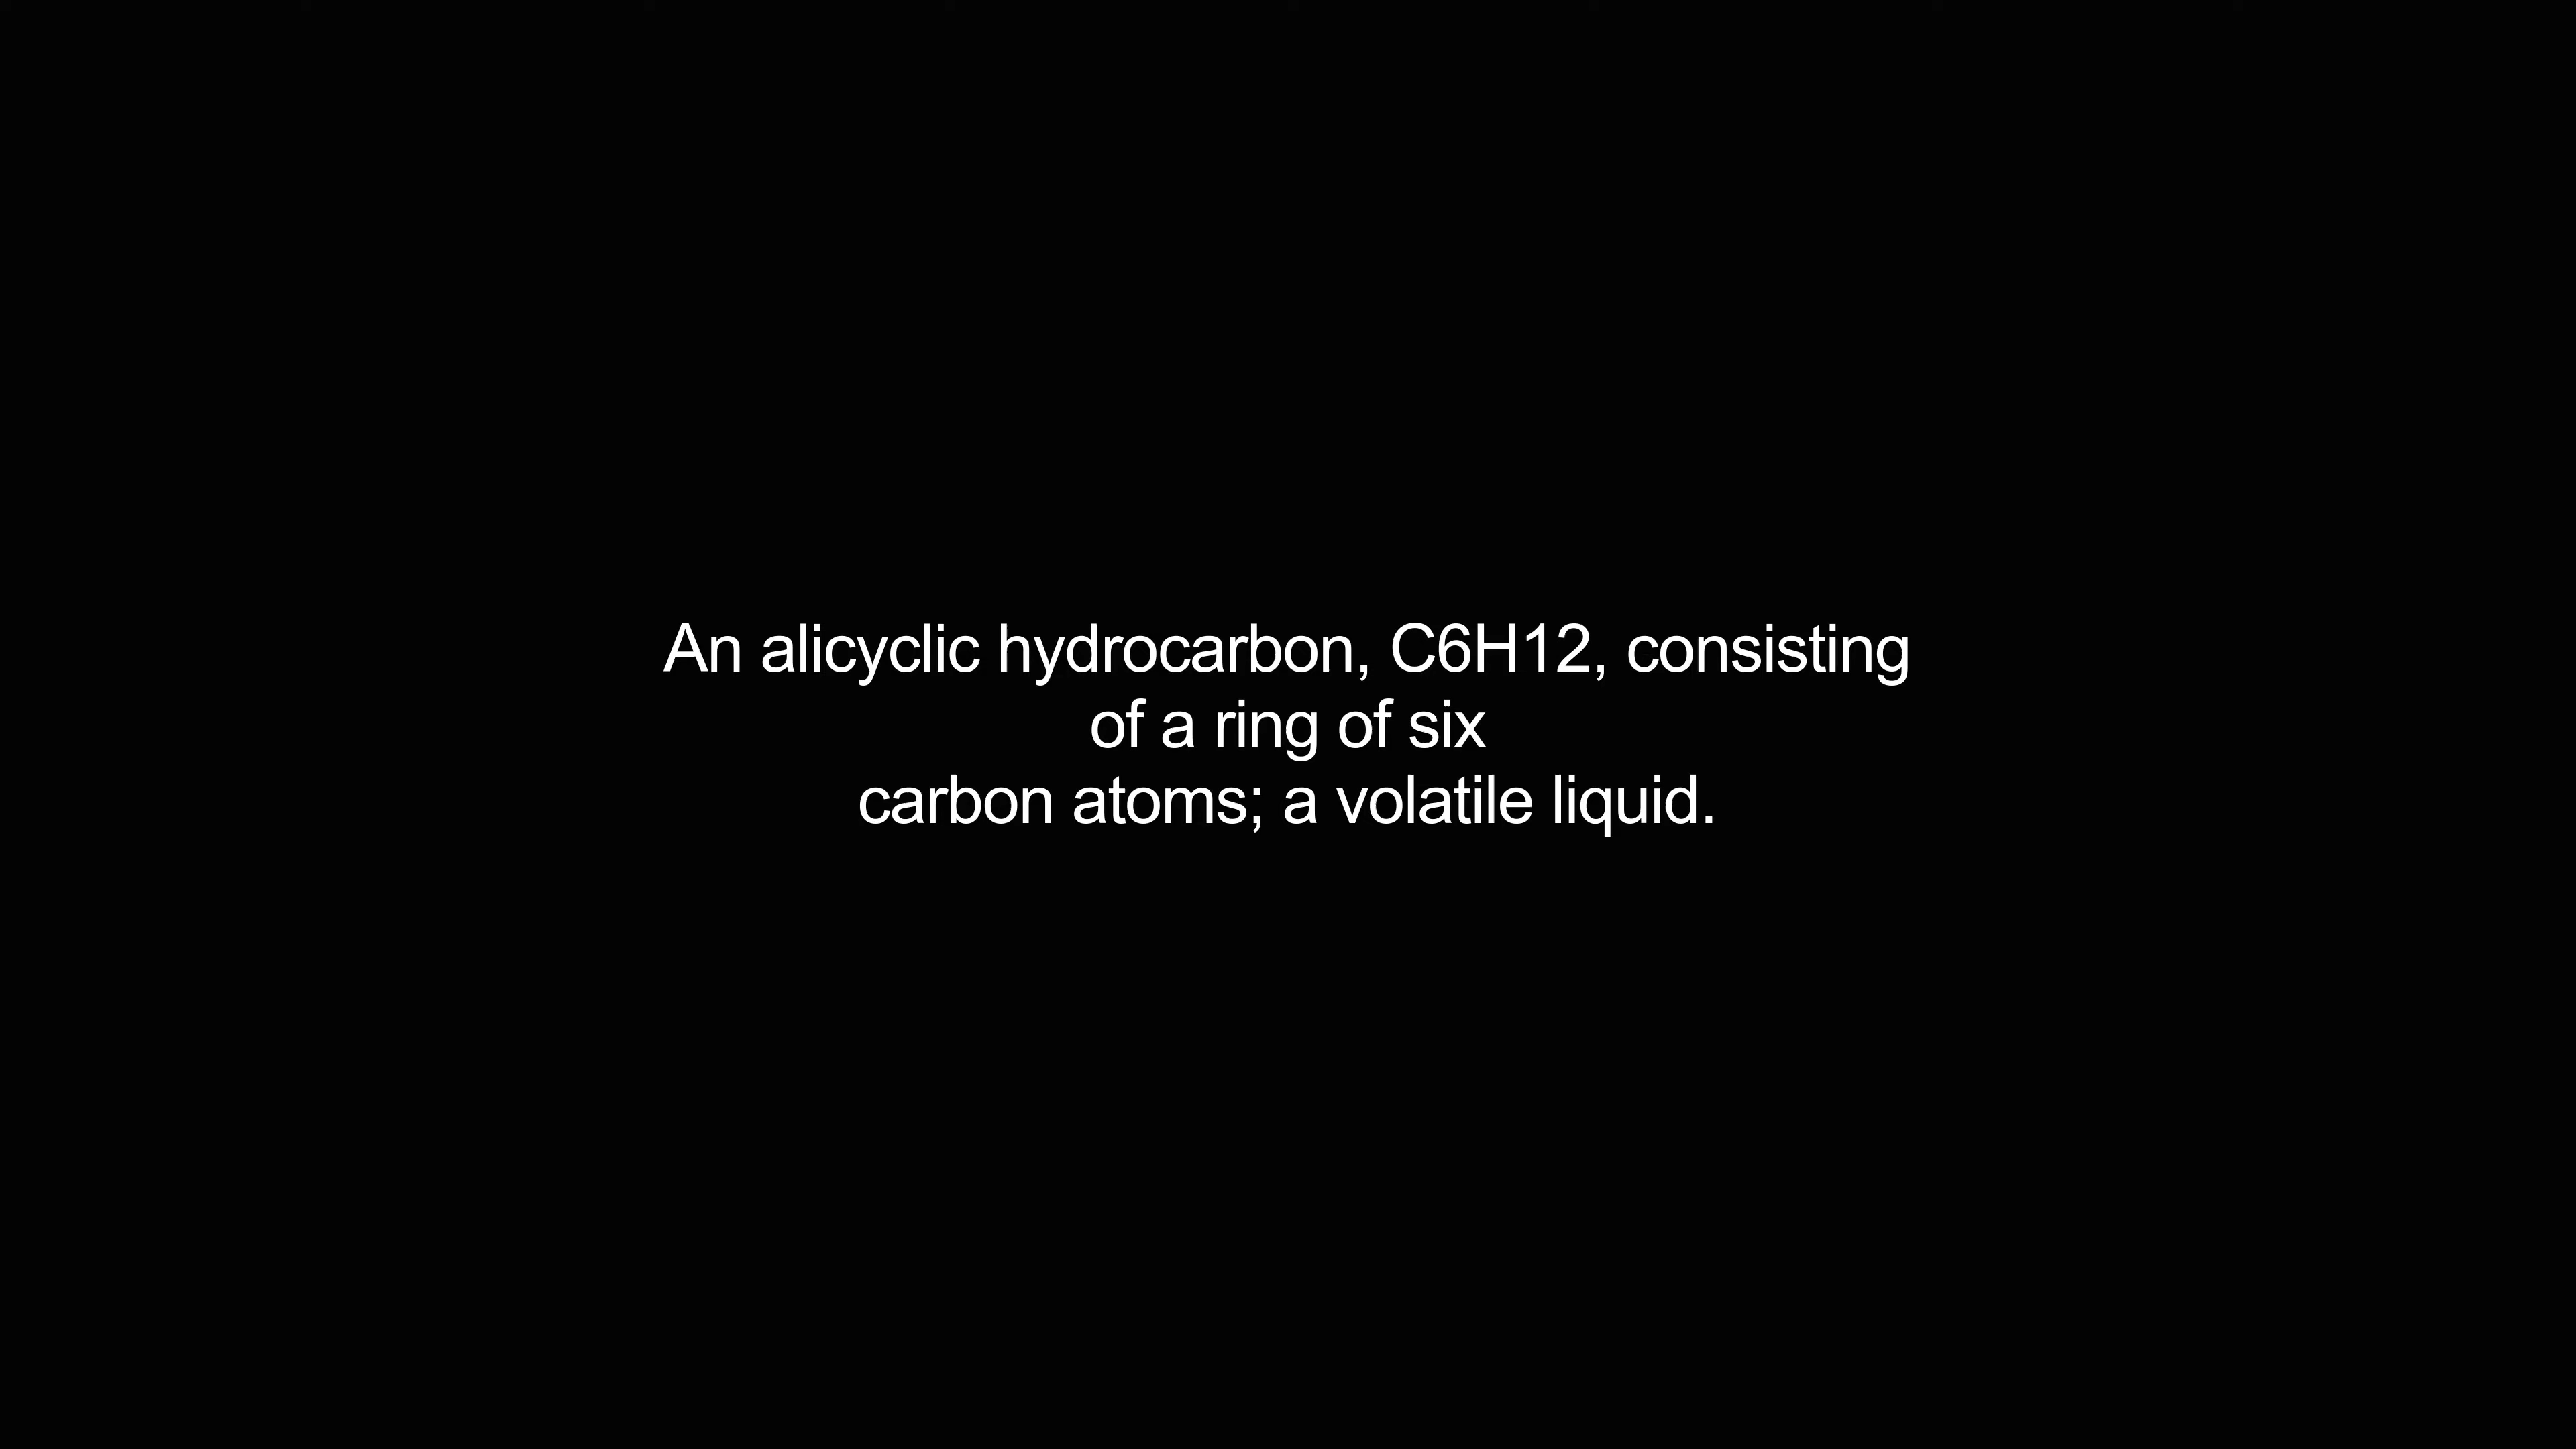 An alicyclic hydrocarbon, C6H12, consisting
of a ring of six
carbon atoms; a volatile liquid.